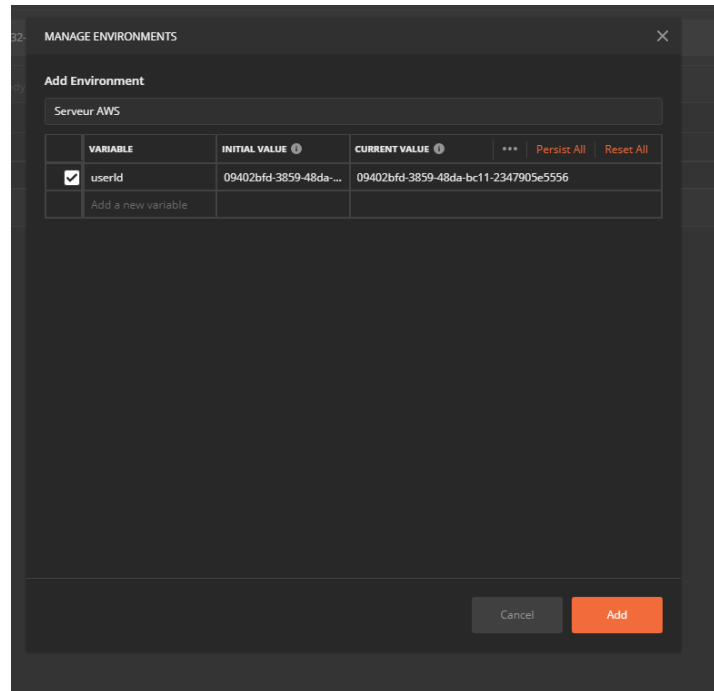 32-
MANAGE ENVIRONMENTS
Add Environment
Serveur AWS
VARIABLE INITIAL VALUE CURRENT VALUE ••• Persist All Reset All
userId 09402bfd-3859-48da-... 09402bfd-3859-48da-bc11-2347905e5556
Add a new variable
Cancel Add